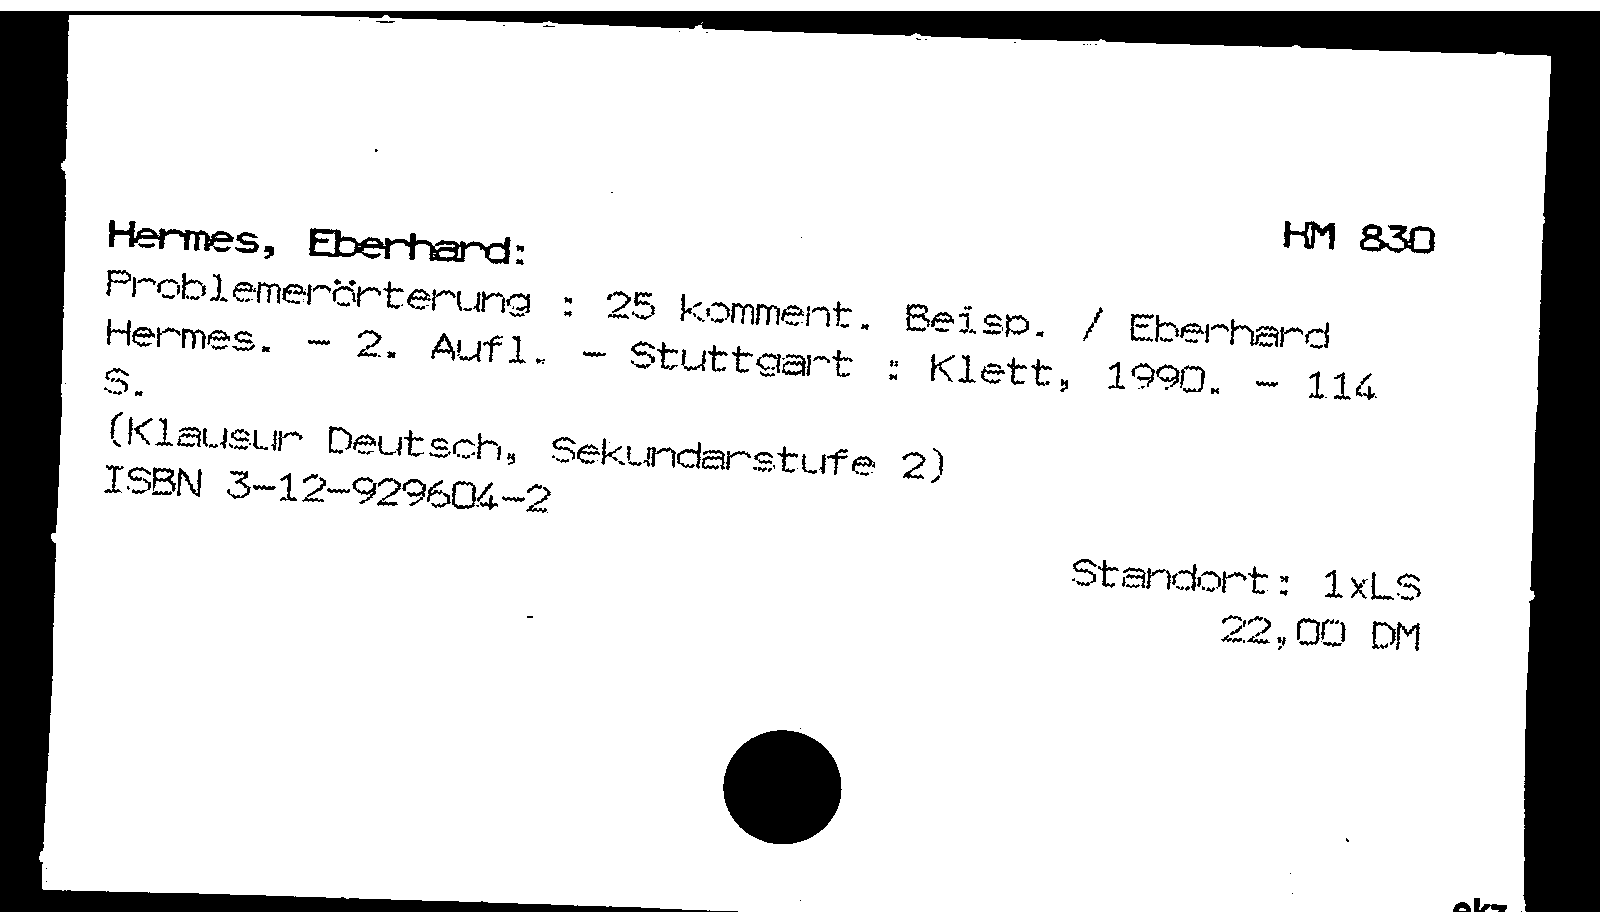 Hermes, Eberhard: HM 830
Problemerörterung : 25 komment. Beisp. / Eberhard
Hermes. - 2. Aufl. - Stuttgart : Klett, 1990. - 114
S.
(Klausur Deutsch, Sekundarstufe 2)
ISBN 3-12-929604-2
Standort: 1xLS
22,00 DM
ekz